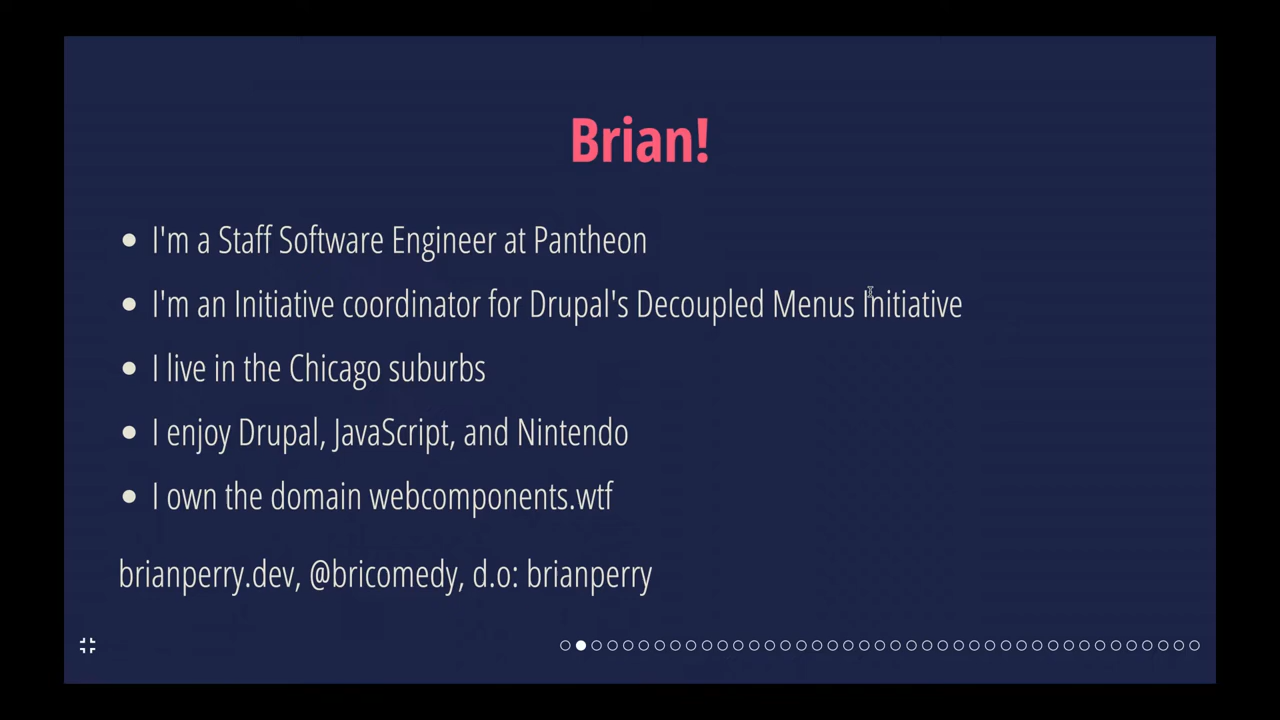 Brian!
• I'm a Staff Software Engineer at Pantheon
• I'm an Initiative coordinator for Drupal's Decoupled Menus Initiative
• I live in the Chicago suburbs
• I enjoy Drupal, JavaScript, and Nintendo
• I own the domain webcomponents.wtf
brianperry.dev, @bricomedy, d.o: brianperry